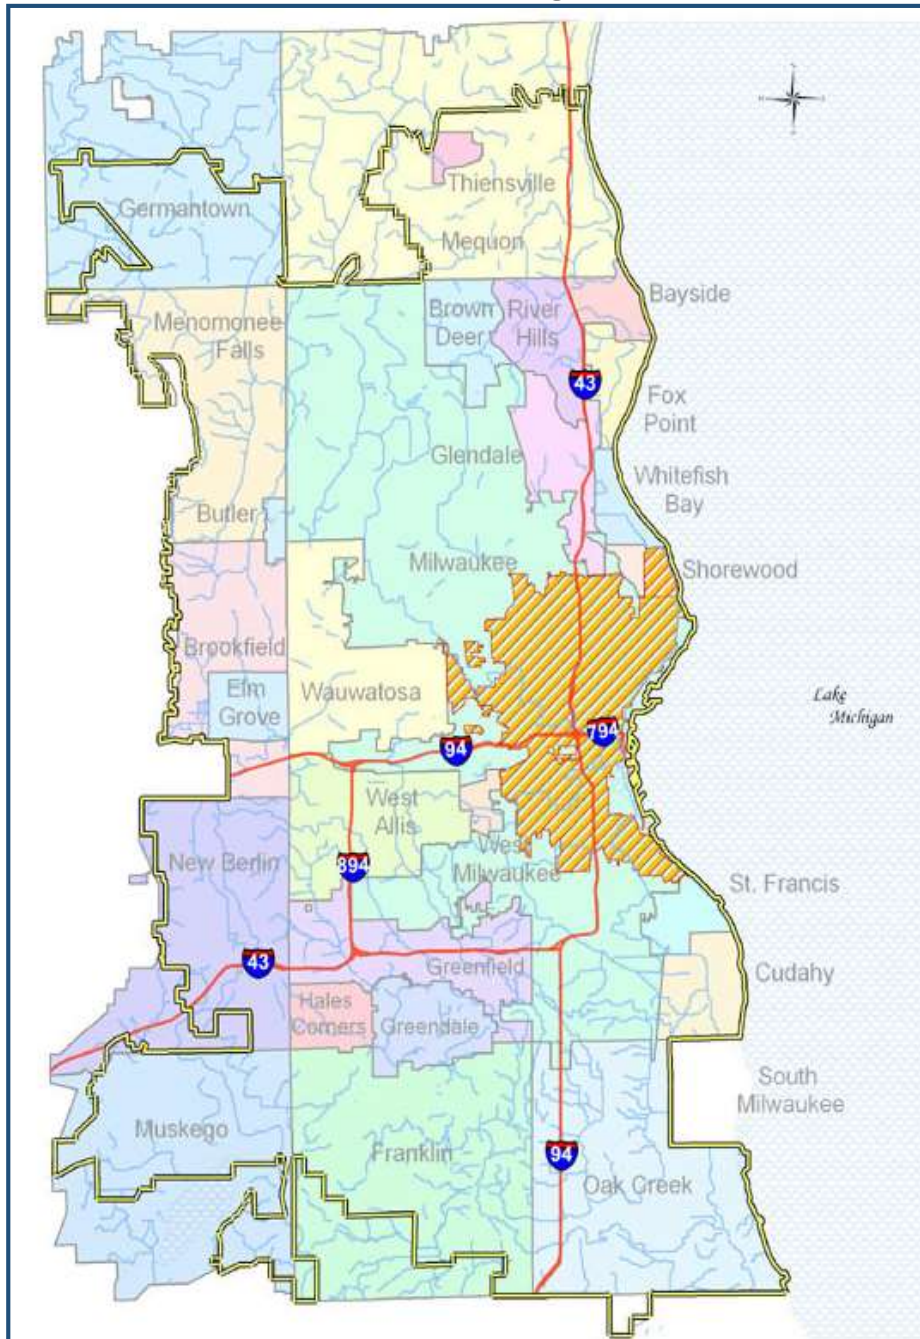 Thiensville
Germantown
Mequon
Bayside
Brown
Deer
River
Hills
Menomonee
Falls
43
Fox
Point
Glendale
Whitefish
Bay
Butler
Milwaukee
Shorewood
Brookfield
Elm
Grove
Wauwatosa
Lake
Michigan
794
94
West
Allis
New Berlin
894
West
Milwaukee
St. Francis
43
Greenfield
Cudahy
Hales
Corners
Greendale
South
Milwaukee
Muskego
Franklin
94
Oak Creek